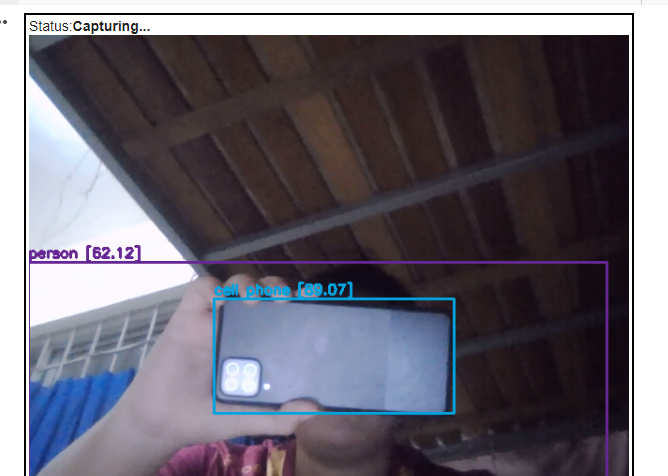 Status:Capturing...
person [62.12]
cell phone [89.07]